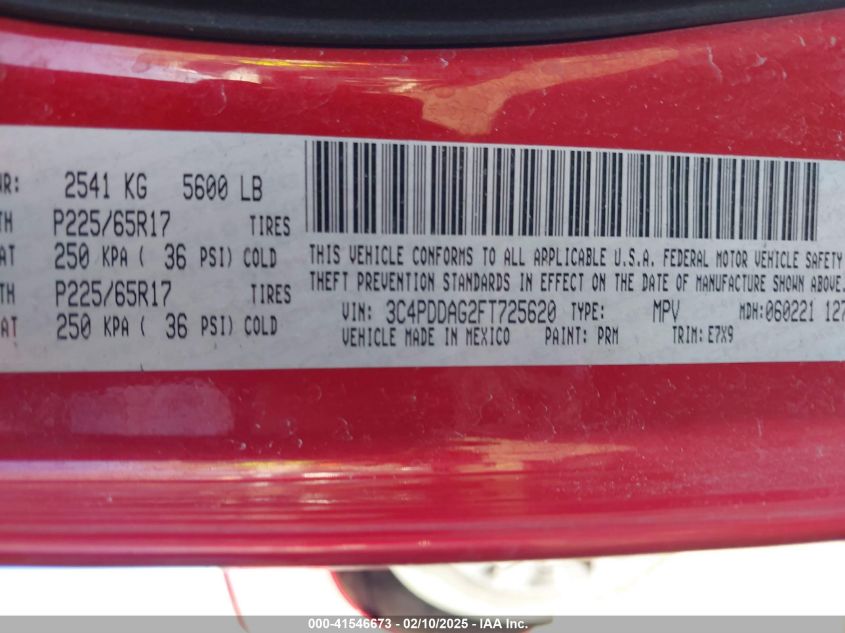 WR: 2541 KG 5600 LB
TH P225/65R17 TIRES
AT 250 KPA ( 36 PSI) COLD
TH P225/65R17 TIRES
AT 250 KPA ( 36 PSI) COLD
THIS VEHICLE CONFORMS TO ALL APPLICABLE U.S.A. FEDERAL MOTOR VEHICLE SAFETY
THEFT PREVENTION STANDARDS IN EFFECT ON THE DATE OF MANUFACTURE SHOWN ABOVE.
VIN: 3C4PDDAG2FT725620 TYPE: MPV MDH:060221 127
VEHICLE MADE IN MEXICO PAINT: PRM TRIM: E7X9
000-41546673 — 02/10/2025 — IAA Inc.